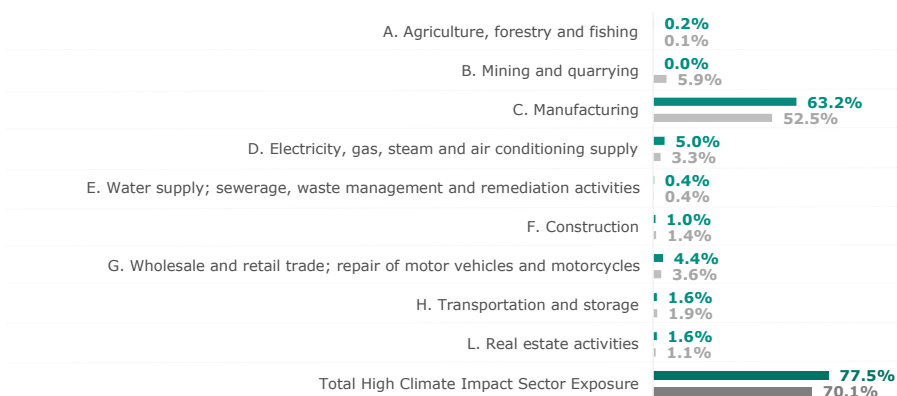 A. Agriculture, forestry and fishing
0.2%
0.1%
B. Mining and quarrying
0.0%
5.9%
C. Manufacturing
63.2%
52.5%
D. Electricity, gas, steam and air conditioning supply
5.0%
3.3%
E. Water supply; sewerage, waste management and remediation activities
0.4%
0.4%
F. Construction
1.0%
1.4%
G. Wholesale and retail trade; repair of motor vehicles and motorcycles
4.4%
3.6%
H. Transportation and storage
1.6%
1.9%
L. Real estate activities
1.6%
1.1%
Total High Climate Impact Sector Exposure
77.5%
70.1%